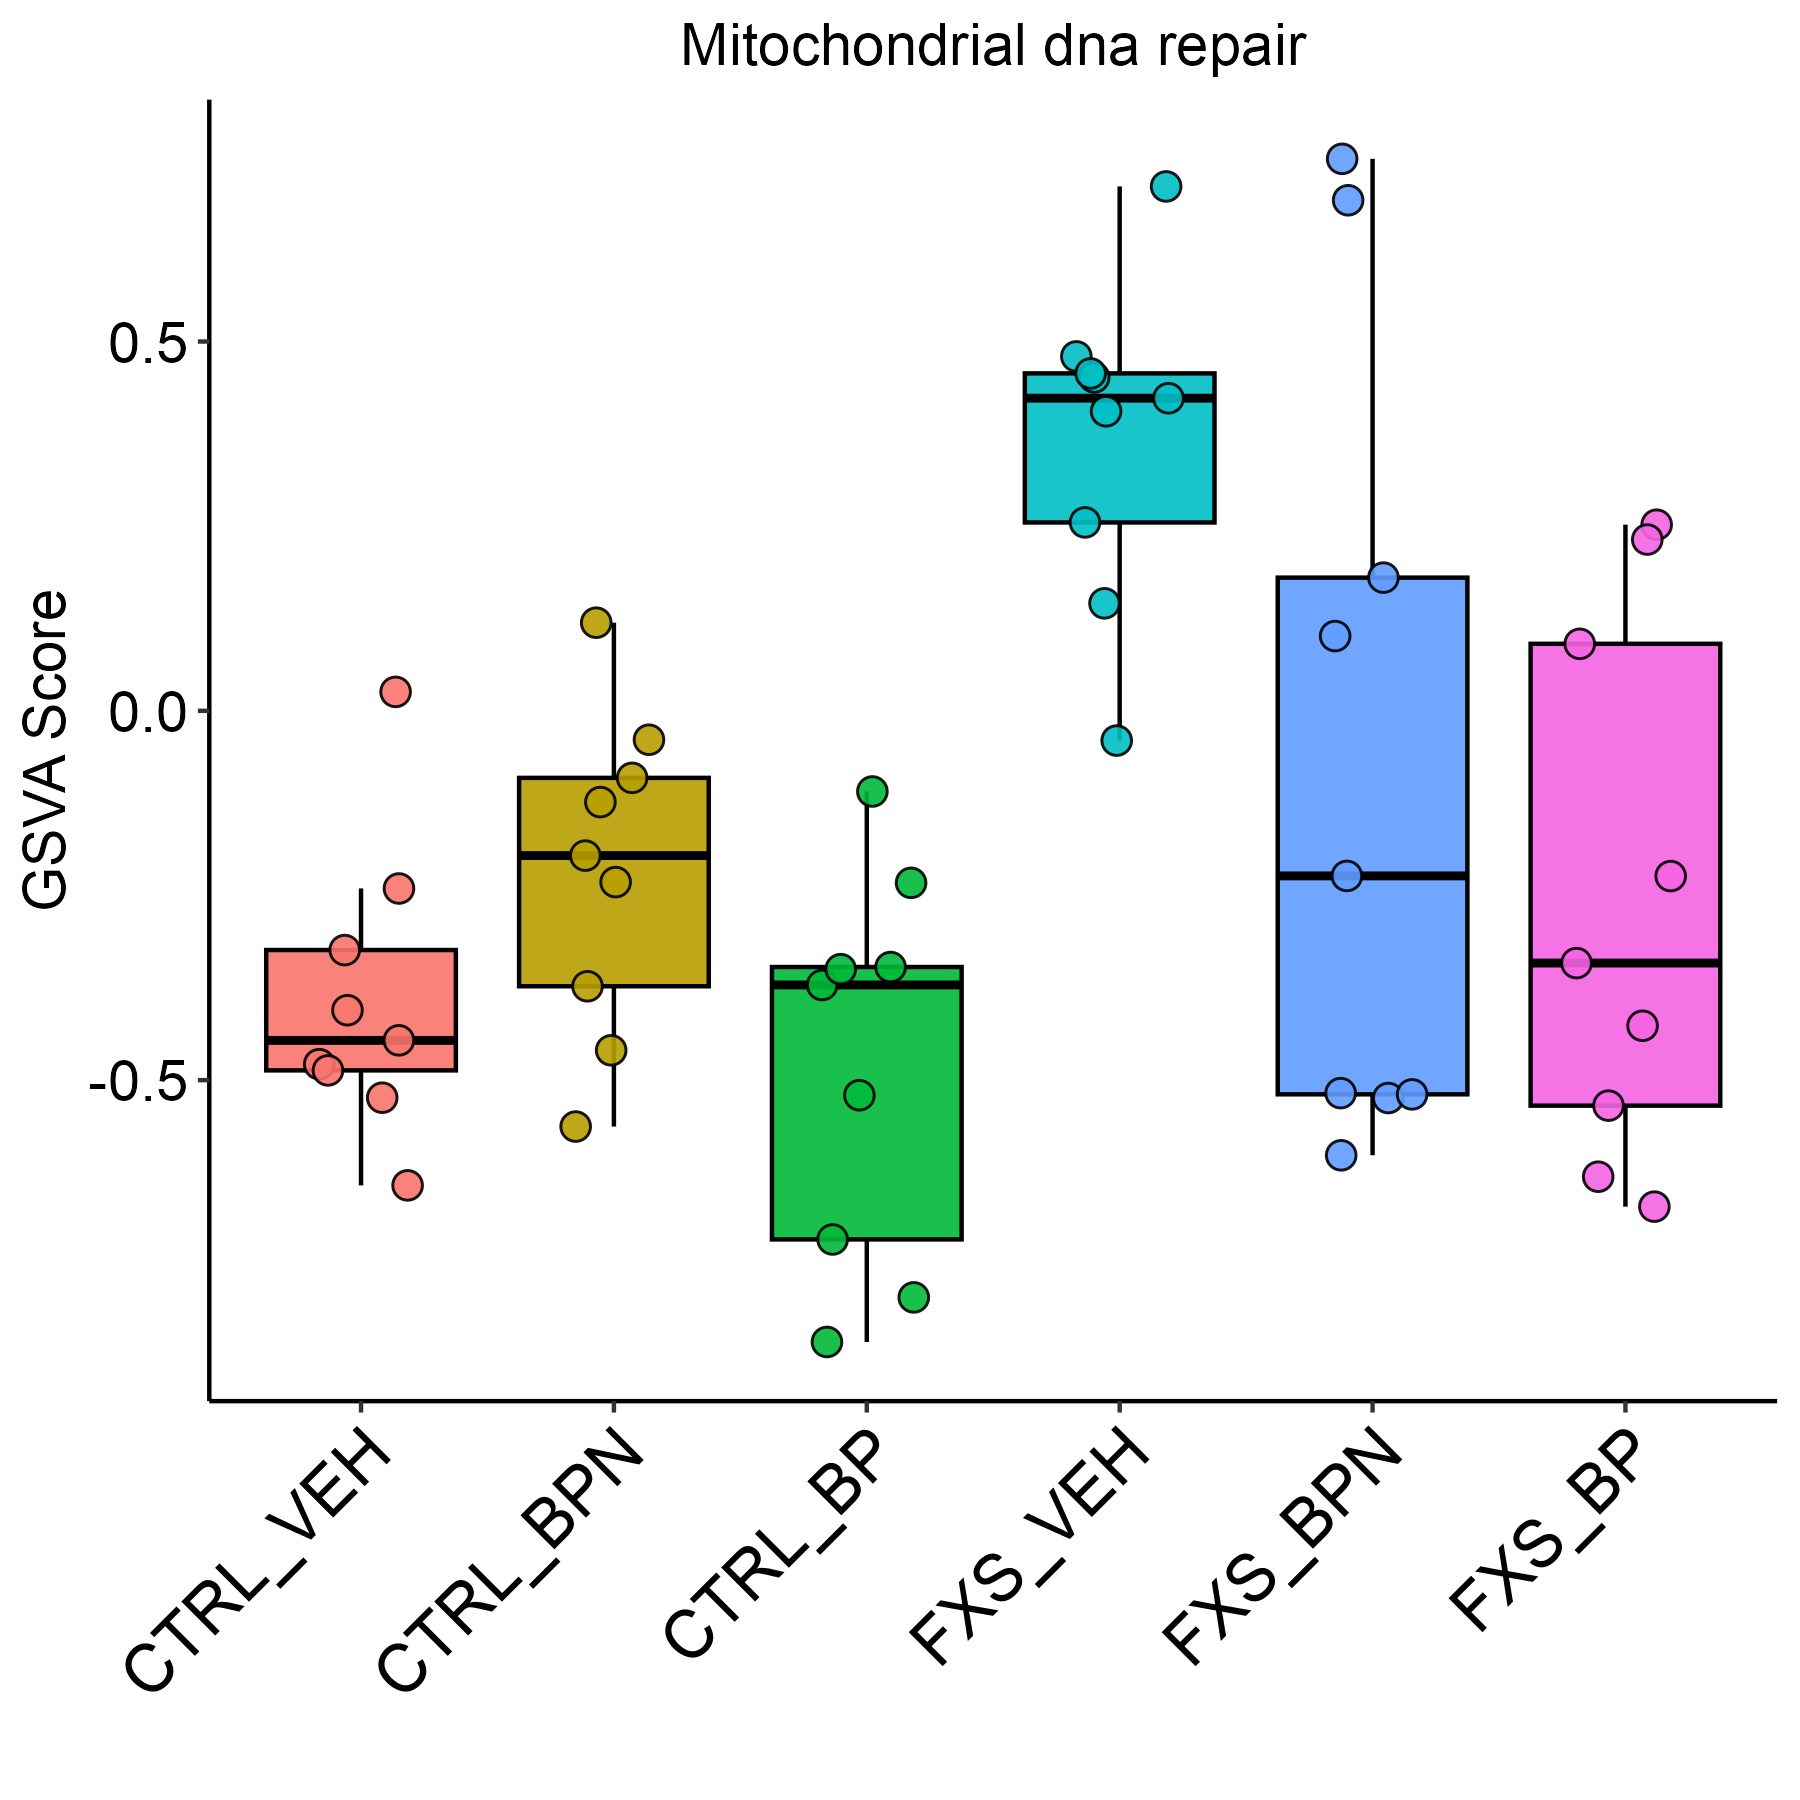 Mitochondrial dna repair
GSVA Score
0.5
0.0
-0.5
CTRL_VEH
CTRL_BPN
CTRL_BP
FXS_VEH
FXS_BPN
FXS_BP